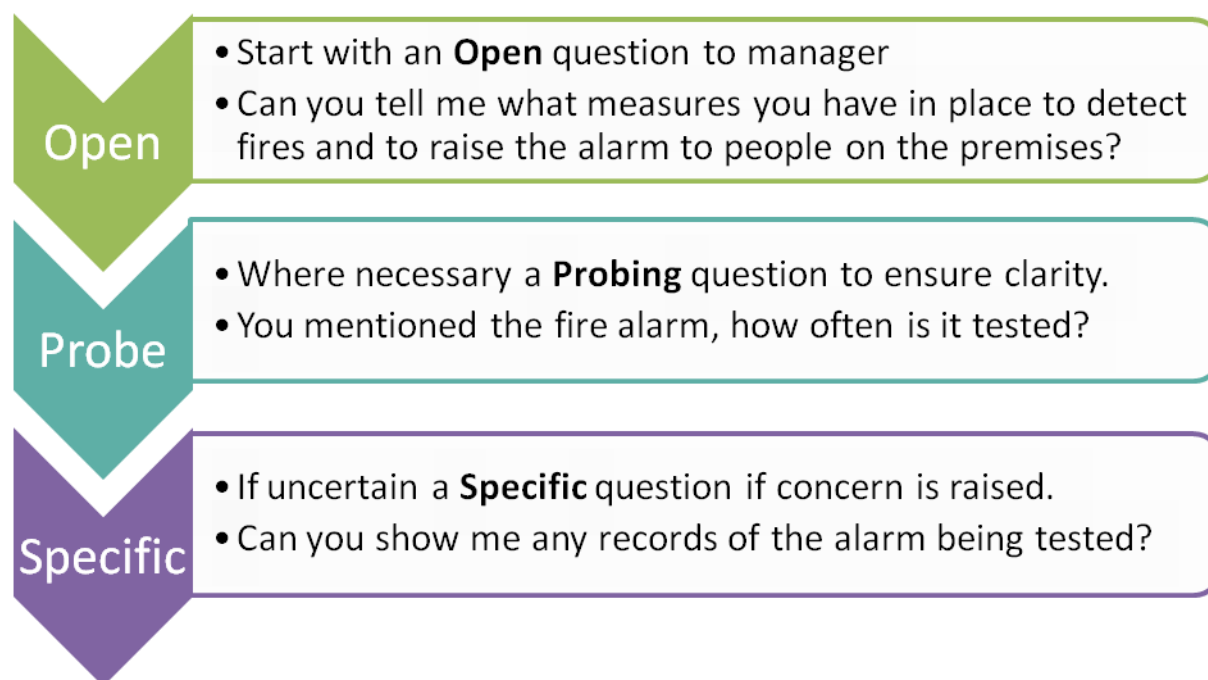 Open
• Start with an Open question to manager
• Can you tell me what measures you have in place to detect
fires and to raise the alarm to people on the premises?
Probe
• Where necessary a Probing question to ensure clarity.
• You mentioned the fire alarm, how often is it tested?
Specific
• If uncertain a Specific question if concern is raised.
• Can you show me any records of the alarm being tested?